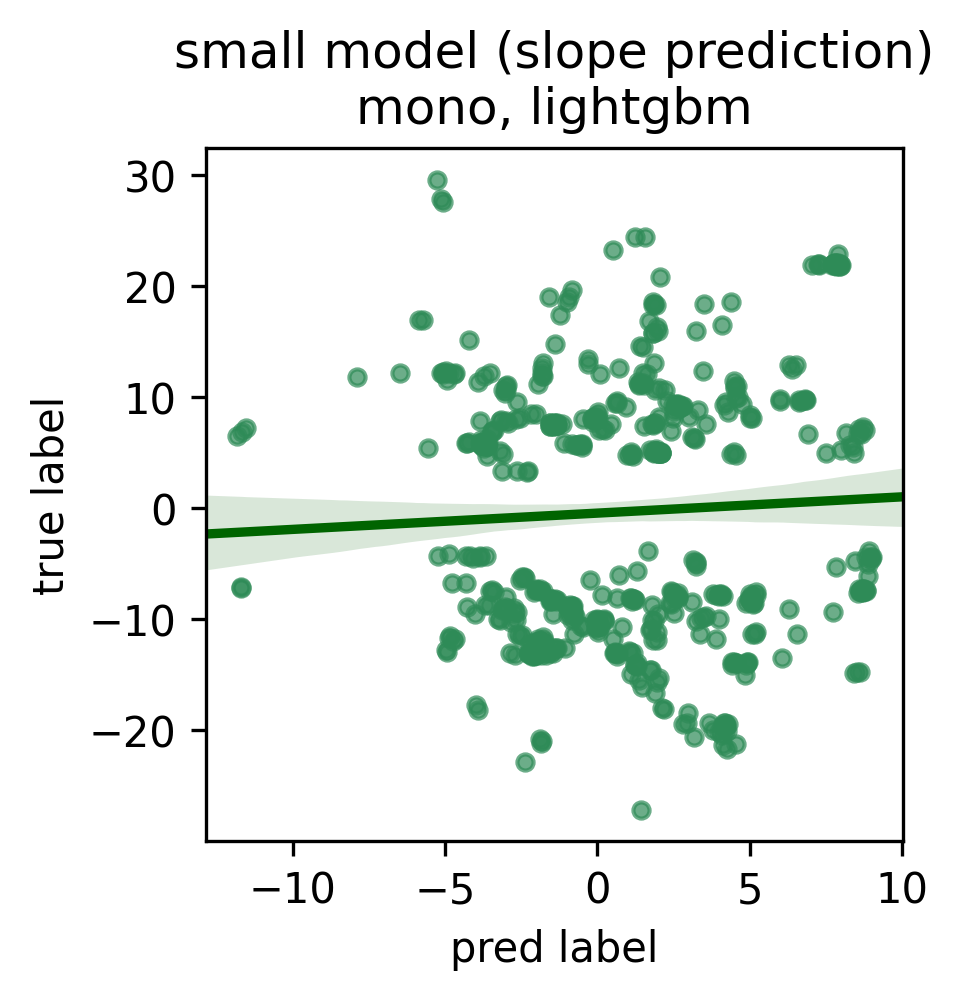 small model (slope prediction)
mono, lightgbm
30
20
10
0
−10
−20
true label
−10
−5
0
5
10
pred label